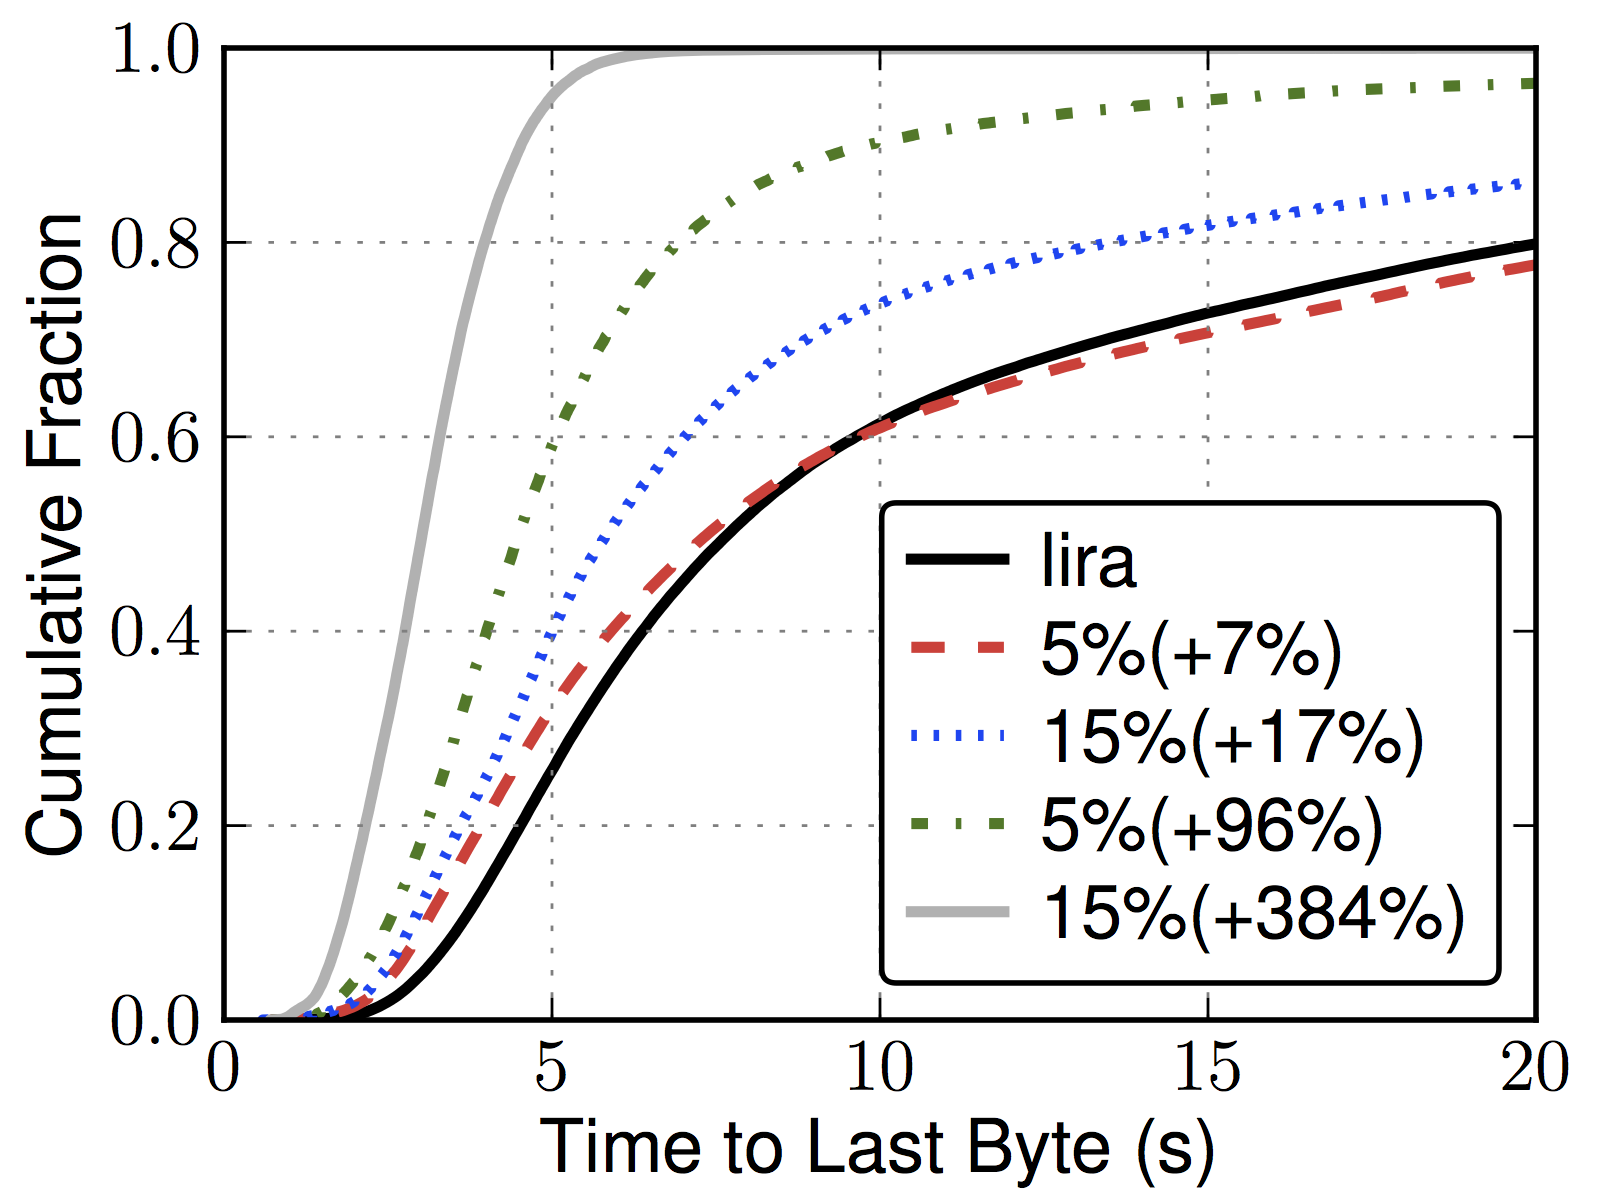 1.0
0.8
0.6
0.4
0.2
0.0
Cumulative Fraction
lira
5%(+7%)
15%(+17%)
5%(+96%)
15%(+384%)
0 5 10 15 20
Time to Last Byte (s)